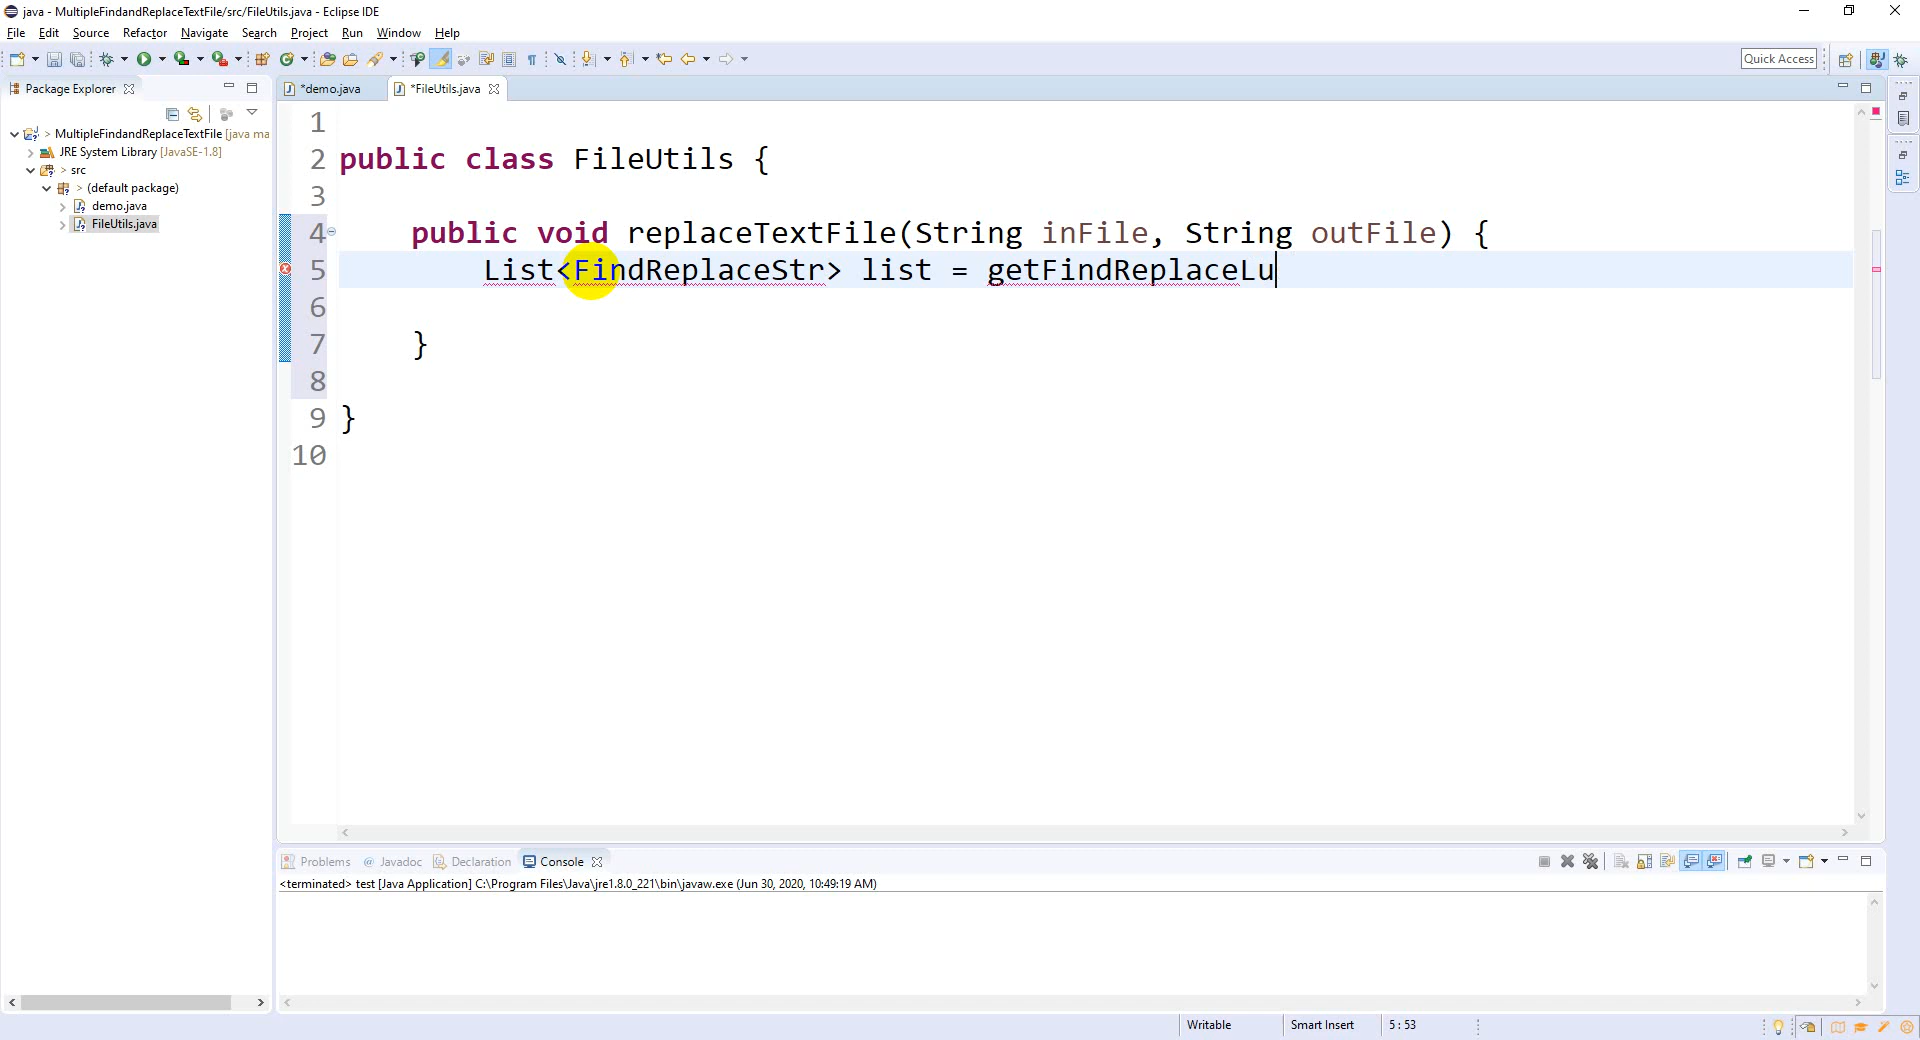 java - MultipleFindandReplaceTextFile/src/FileUtils.java - Eclipse IDE
File Edit Source Refactor Navigate Search Project Run Window Help
Quick Access
Package Explorer
*demo.java
*FileUtils.java
> MultipleFindandReplaceTextFile [java ma
JRE System Library [JavaSE-1.8]
> src
> (default package)
demo.java
FileUtils.java
1
2 public class FileUtils {
3
4 public void replaceTextFile(String inFile, String outFile) {
5 List<FindReplaceStr> list = getFindReplaceLu
6
7 }
8
9 }
10
Problems @ Javadoc Declaration Console
<terminated> test [Java Application] C:\Program Files\Java\jre1.8.0_221\bin\javaw.exe (Jun 30, 2020, 10:49:19 AM)
Writable Smart Insert 5 : 53